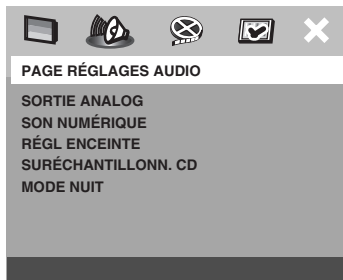 PAGE RÉGLAGES AUDIO
SORTIE ANALOG
SON NUMÉRIQUE
RÉGL ENCEINTE
SURÉCHANTILLONN. CD
MODE NUIT